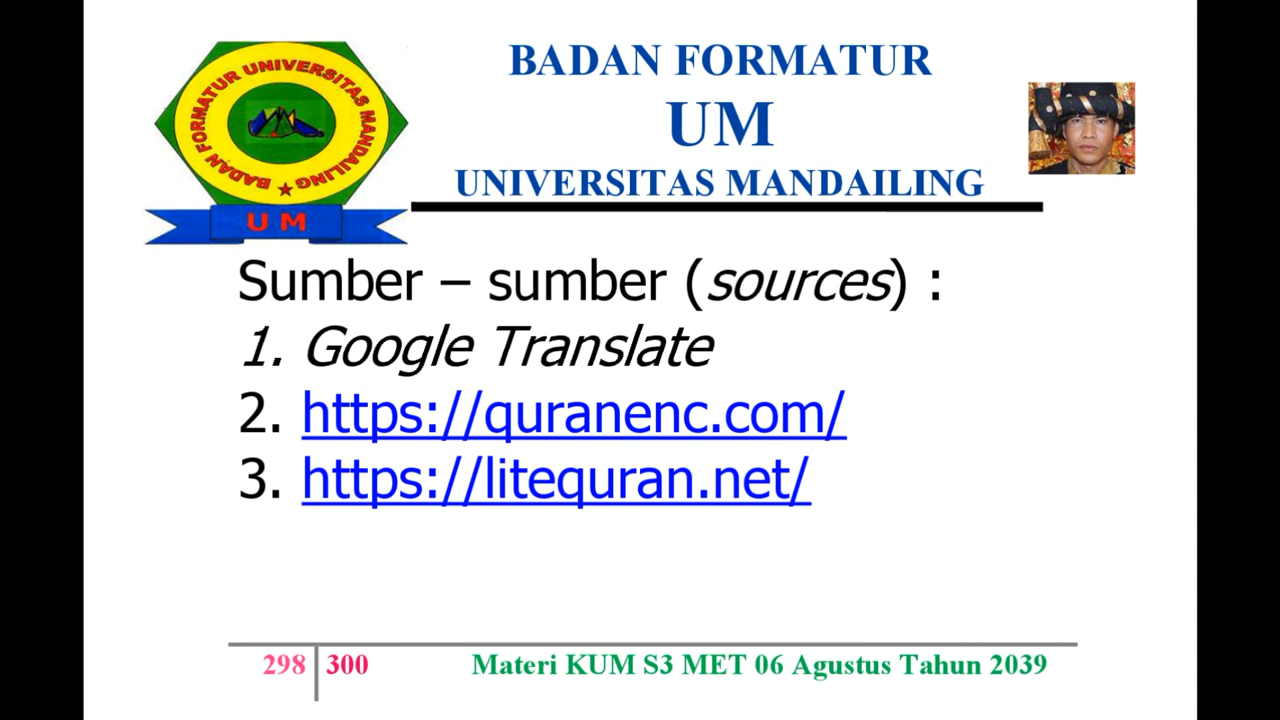 BADAN FORMATUR UNIVERSITAS MANDAILING
U M
BADAN FORMATUR
UM
UNIVERSITAS MANDAILING
Sumber – sumber (sources) :
1. Google Translate
2. https://quranenc.com/
3. https://litequran.net/
298 300 Materi KUM S3 MET 06 Agustus Tahun 2039